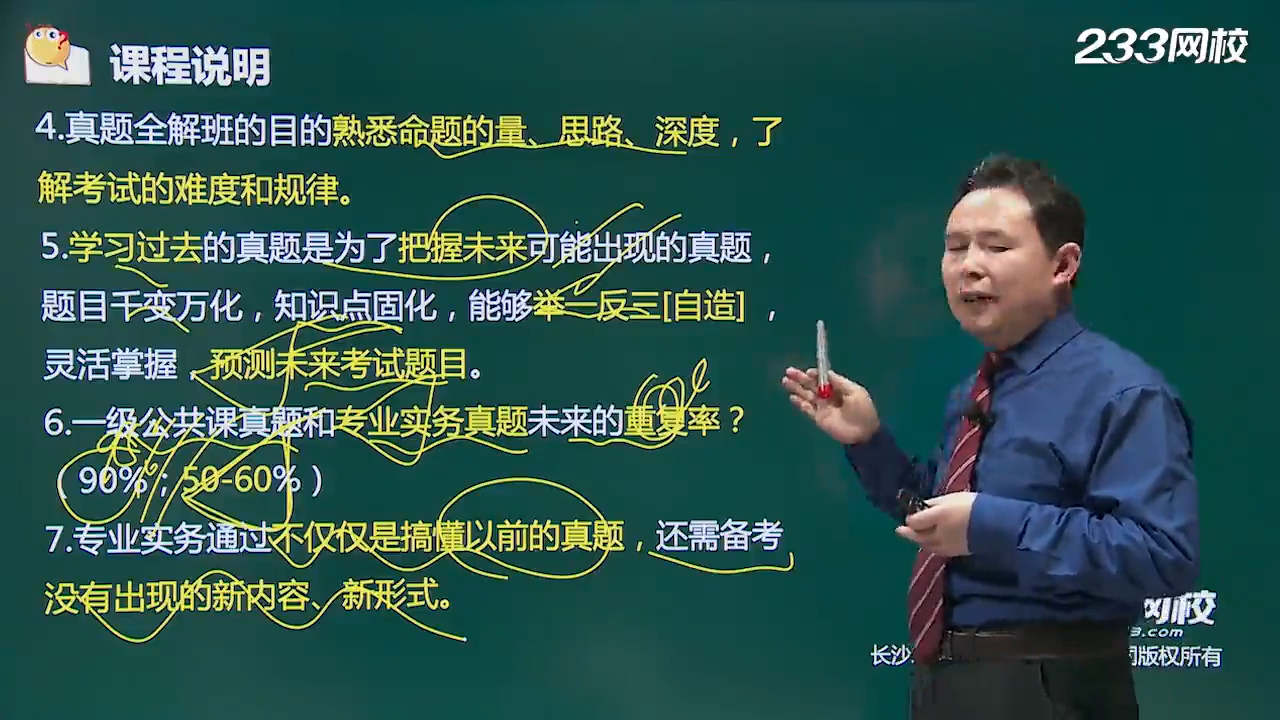 233网校
课程说明
4.真题全解班的目的熟悉命题的量、思路、深度，了
解考试的难度和规律。
5.学习过去的真题是为了把握未来可能出现的真题，
题目千变万化，知识点固化，能够举一反三[自造]，
灵活掌握，预测未来考试题目。
6.一级公共课真题和专业实务真题未来的重复率？
（90%；50-60%）
7.专业实务通过不仅仅是搞懂以前的真题，还需备考
没有出现的新内容、新形式。
网校
3.com
长沙
网版权所有